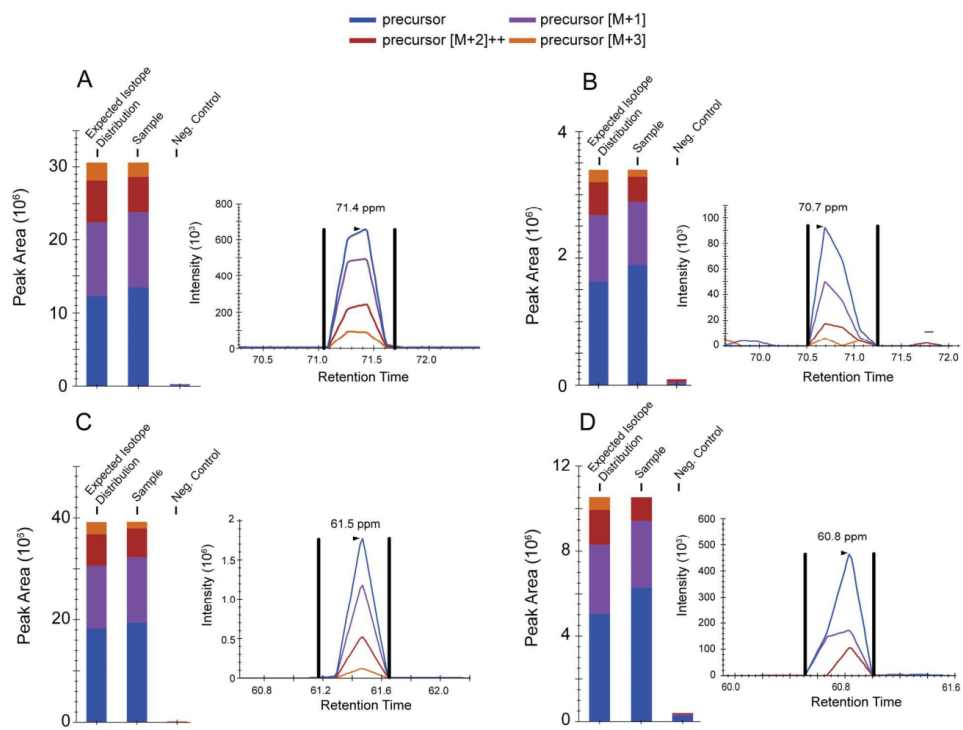 precursor
precursor [M+1]
precursor [M+2]++
precursor [M+3]
A
Expected Isotope
Distribution
Sample
Neg. Control
30
20
10
0
Peak Area (10⁶)
71.4 ppm
800
600
400
200
0
Intensity (10³)
70.5
71.0
71.5
72.0
Retention Time
B
Expected Isotope
Distribution
Sample
Neg. Control
4
2
0
Peak Area (10⁶)
70.7 ppm
100
80
60
40
20
0
Intensity (10³)
70.0
70.5
71.0
72.0
Retention Time
C
Expected Isotope
Distribution
Sample
Neg. Control
40
20
0
Peak Area (10⁶)
61.5 ppm
2
1.5
1
0.5
0
Intensity (10⁶)
60.8
61.2
61.6
62.0
Retention Time
D
Expected Isotope
Distribution
Sample
Neg. Control
12
8
4
0
Peak Area (10⁶)
60.8 ppm
600
500
400
300
200
100
0
Intensity (10³)
60.0
60.8
61.6
Retention Time